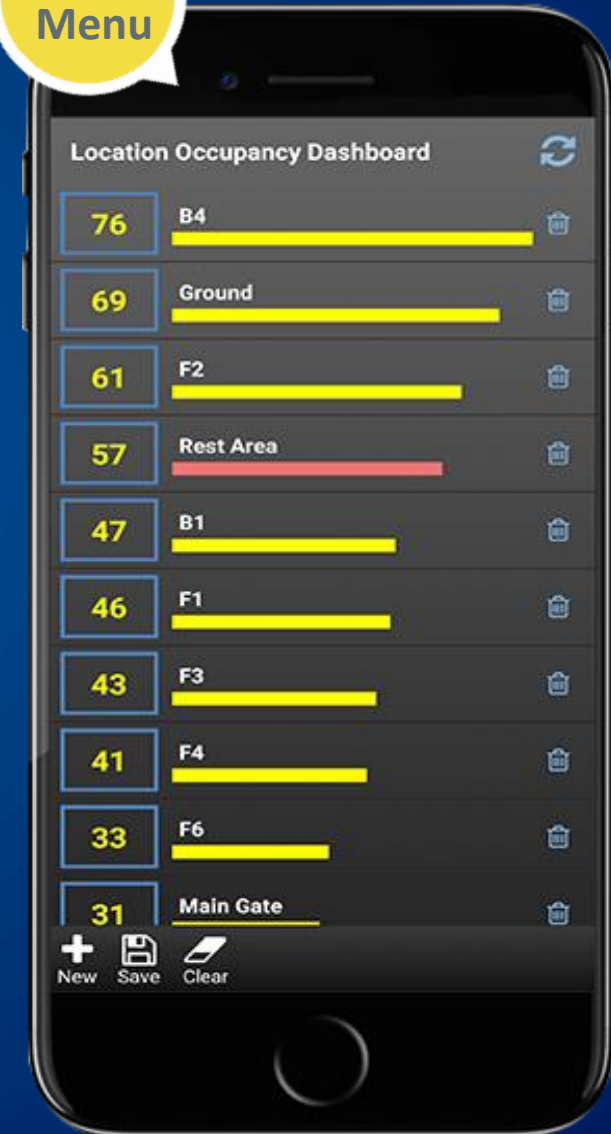 Menu
Location Occupancy Dashboard
76 B4
69 Ground
61 F2
57 Rest Area
47 B1
46 F1
43 F3
41 F4
33 F6
31 Main Gate
New Save Clear